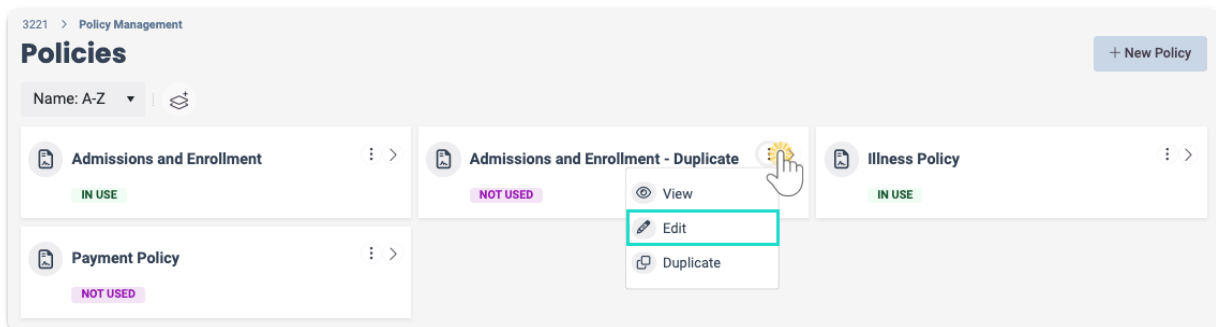 3221 > Policy Management
Policies
+ New Policy
Name: A-Z
Admissions and Enrollment
IN USE
Admissions and Enrollment - Duplicate
NOT USED
View
Edit
Duplicate
Illness Policy
IN USE
Payment Policy
NOT USED